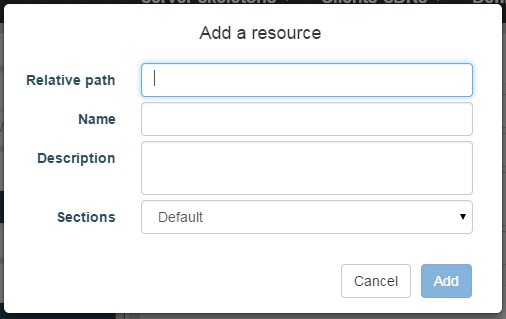 Add a resource
Relative path
Name
Description
Sections Default
Cancel Add